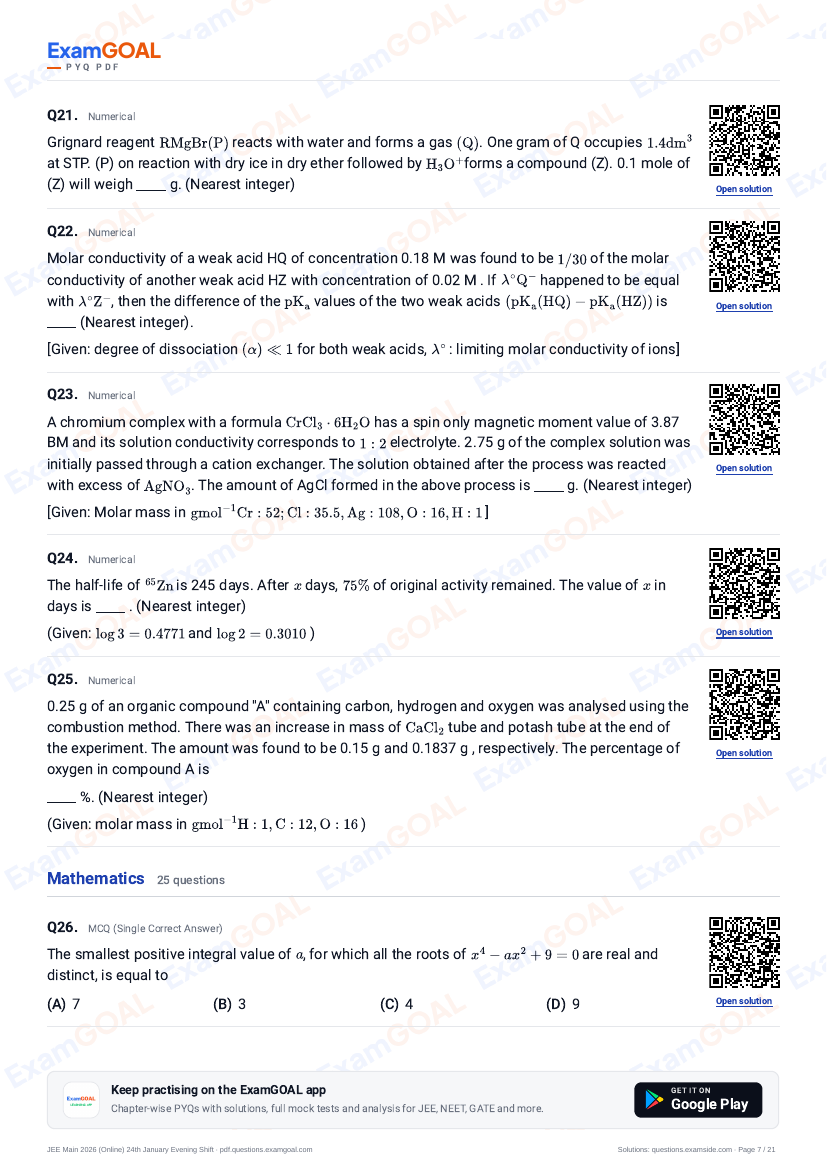 ExamGOAL
PYQ PDF
Q21. Numerical
Grignard reagent RMgBr(P) reacts with water and forms a gas (Q). One gram of Q occupies 1.4dm³
at STP. (P) on reaction with dry ice in dry ether followed by H₃O⁺forms a compound (Z). 0.1 mole of
(Z) will weigh ____ g. (Nearest integer)
Open solution
Q22. Numerical
Molar conductivity of a weak acid HQ of concentration 0.18 M was found to be 1/30 of the molar
conductivity of another weak acid HZ with concentration of 0.02 M . If λ°Q⁻ happened to be equal
with λ°Z⁻, then the difference of the pKₐ values of the two weak acids (pKₐ(HQ) − pKₐ(HZ)) is
____ (Nearest integer).
[Given: degree of dissociation (α) ≪ 1 for both weak acids, λ° : limiting molar conductivity of ions]
Open solution
Q23. Numerical
A chromium complex with a formula CrCl₃ · 6H₂O has a spin only magnetic moment value of 3.87
BM and its solution conductivity corresponds to 1 : 2 electrolyte. 2.75 g of the complex solution was
initially passed through a cation exchanger. The solution obtained after the process was reacted
with excess of AgNO₃. The amount of AgCl formed in the above process is ____ g. (Nearest integer)
[Given: Molar mass in gmol⁻¹Cr : 52; Cl : 35.5, Ag : 108, O : 16, H : 1]
Open solution
Q24. Numerical
The half-life of ⁶⁵Zn is 245 days. After x days, 75% of original activity remained. The value of x in
days is ____ . (Nearest integer)
(Given: log 3 = 0.4771 and log 2 = 0.3010 )
Open solution
Q25. Numerical
0.25 g of an organic compound "A" containing carbon, hydrogen and oxygen was analysed using the
combustion method. There was an increase in mass of CaCl₂ tube and potash tube at the end of
the experiment. The amount was found to be 0.15 g and 0.1837 g , respectively. The percentage of
oxygen in compound A is
____ %. (Nearest integer)
(Given: molar mass in gmol⁻¹H : 1, C : 12, O : 16 )
Open solution
Mathematics 25 questions
Q26. MCQ (Single Correct Answer)
The smallest positive integral value of a, for which all the roots of x⁴ − ax² + 9 = 0 are real and
distinct, is equal to
(A) 7 (B) 3 (C) 4 (D) 9
Open solution
Keep practising on the ExamGOAL app
Chapter-wise PYQs with solutions, full mock tests and analysis for JEE, NEET, GATE and more.
GET IT ON
Google Play
JEE Main 2026 (Online) 24th January Evening Shift · pdf.questions.examgoal.com Solutions: questions.examside.com · Page 7 / 21